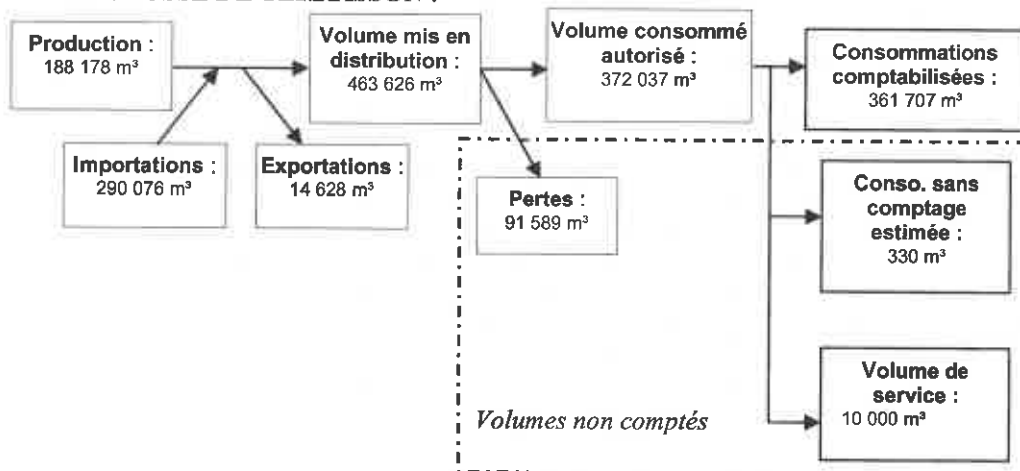 Production :
188 178 m³
Volume mis en
distribution :
463 626 m³
Volume consommé
autorisé :
372 037 m³
Consommations
comptabilisées :
361 707 m³
Importations :
290 076 m³
Exportations :
14 628 m³
Pertes :
91 589 m³
Conso. sans
comptage
estimée :
330 m³
Volume de
service :
10 000 m³
Volumes non comptés